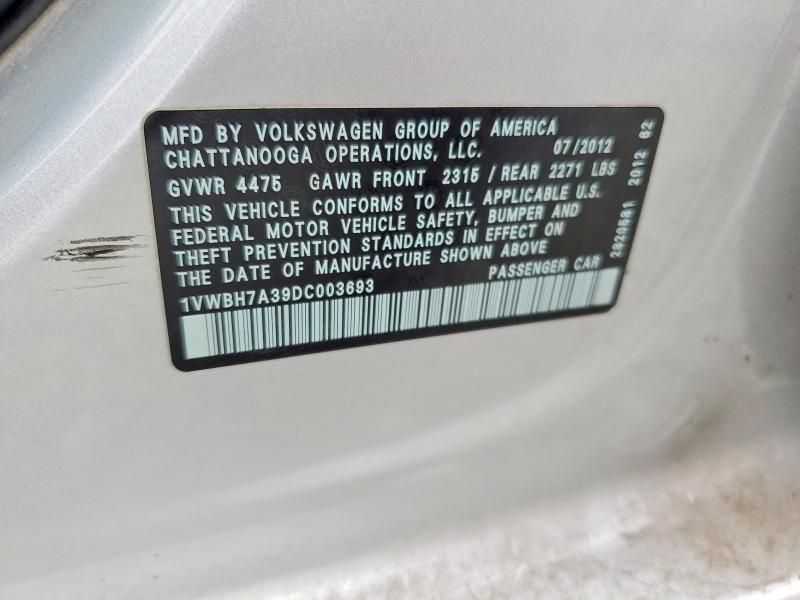 MFD BY VOLKSWAGEN GROUP OF AMERICA
CHATTANOOGA OPERATIONS, LLC. 07/2012
GVWR 4475 GAWR FRONT 2315 / REAR 2271 LBS
THIS VEHICLE CONFORMS TO ALL APPLICABLE U.S.
FEDERAL MOTOR VEHICLE SAFETY, BUMPER AND
THEFT PREVENTION STANDARDS IN EFFECT ON
THE DATE OF MANUFACTURE SHOWN ABOVE
1VWBH7A39DC003693 PASSENGER CAR
2820581 2012 62